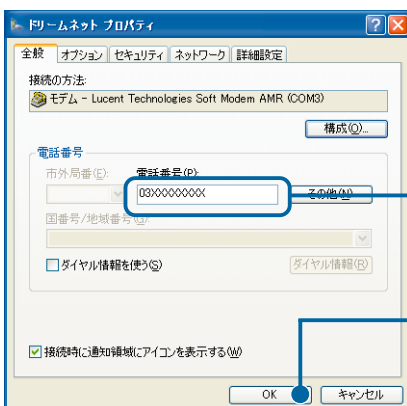 ドリームネット プロパティ
全般 オプション セキュリティ ネットワーク 詳細設定
接続の方法:
モデム - Lucent Technologies Soft Modem AMR (COM3)
構成(O)...
電話番号
市外局番(E): 電話番号(P):
03XXXXXXXX その他(N)
国番号/地域番号(G):
ダイヤル情報を使う(S) ダイヤル情報(R)
接続時に通知領域にアイコンを表示する(W)
OK キャンセル